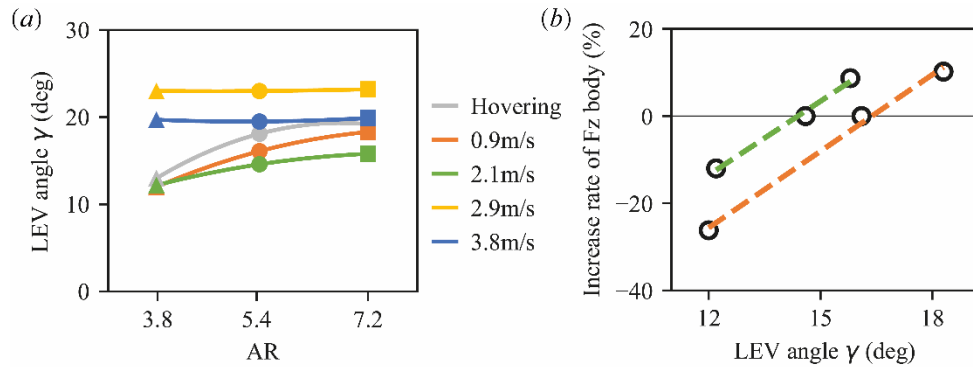 (a)
30
20
10
0
LEV angle γ (deg)
3.8 5.4 7.2
AR
Hovering
0.9m/s
2.1m/s
2.9m/s
3.8m/s
(b)
20
0
−20
−40
Increase rate of Fz body (%)
12 15 18
LEV angle γ (deg)